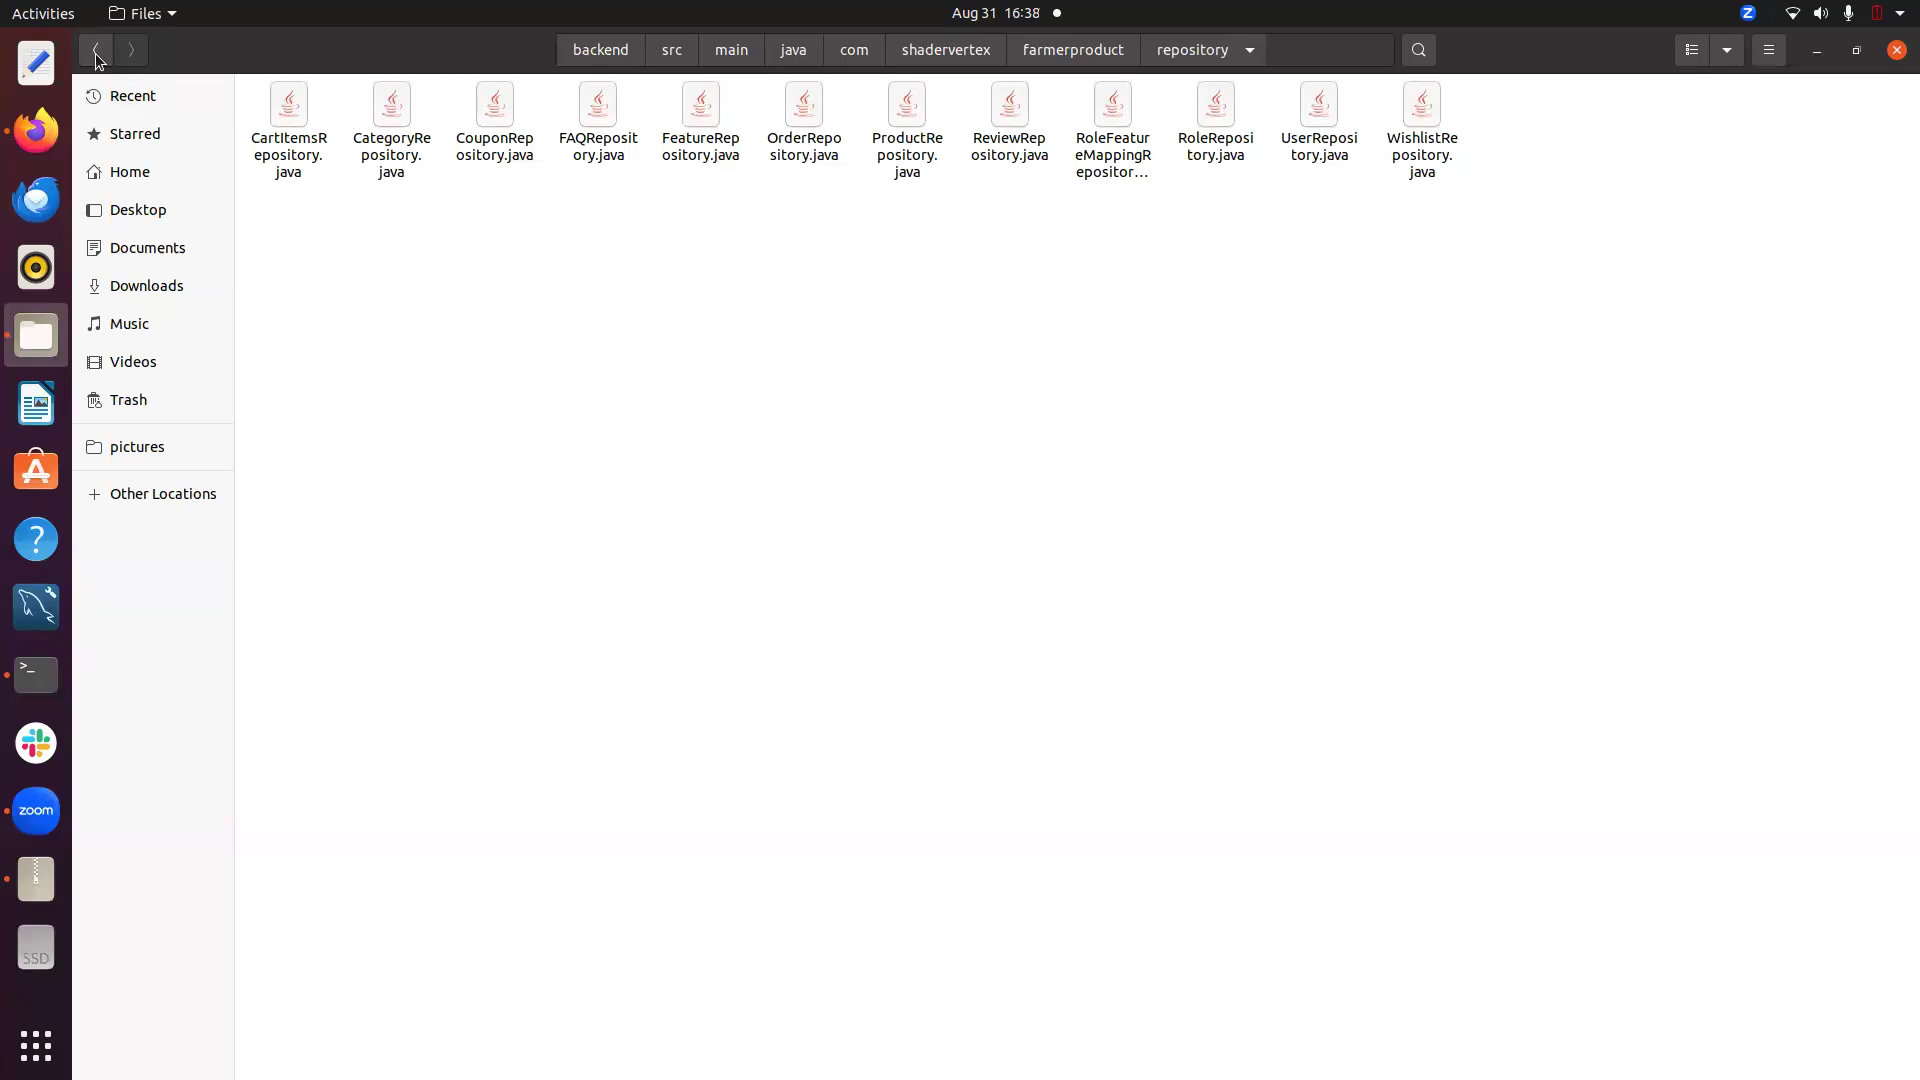 Activities
Files
Aug 31 16:38
Z
backend
src
main
java
com
shadervertex
farmerproduct
repository
Recent
Starred
Home
Desktop
Documents
Downloads
Music
Videos
Trash
pictures
Other Locations
CartItemsR
epository.
java
CategoryRe
pository.
java
CouponRep
ository.java
FAQReposit
ory.java
FeatureRep
ository.java
OrderRepo
sitory.java
ProductRe
pository.
java
ReviewRep
ository.java
RoleFeatur
eMappingR
epositor…
RoleReposi
tory.java
UserReposi
tory.java
WishlistRe
pository.
java
>_
zoom
SSD